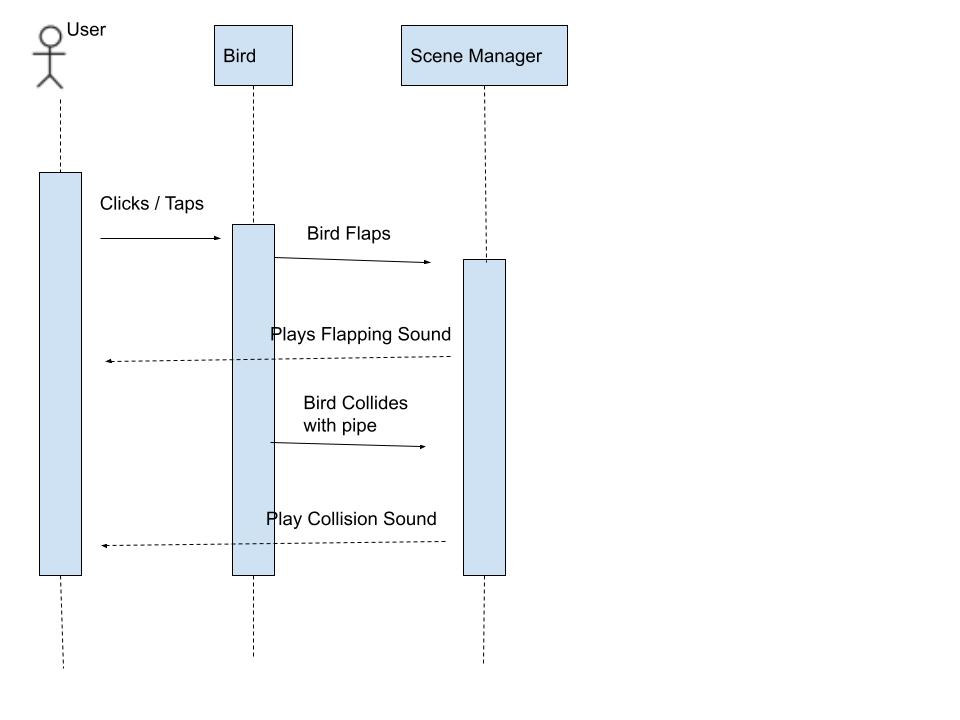 User
Bird
Scene Manager
Clicks / Taps
Bird Flaps
Plays Flapping Sound
Bird Collides
with pipe
Play Collision Sound